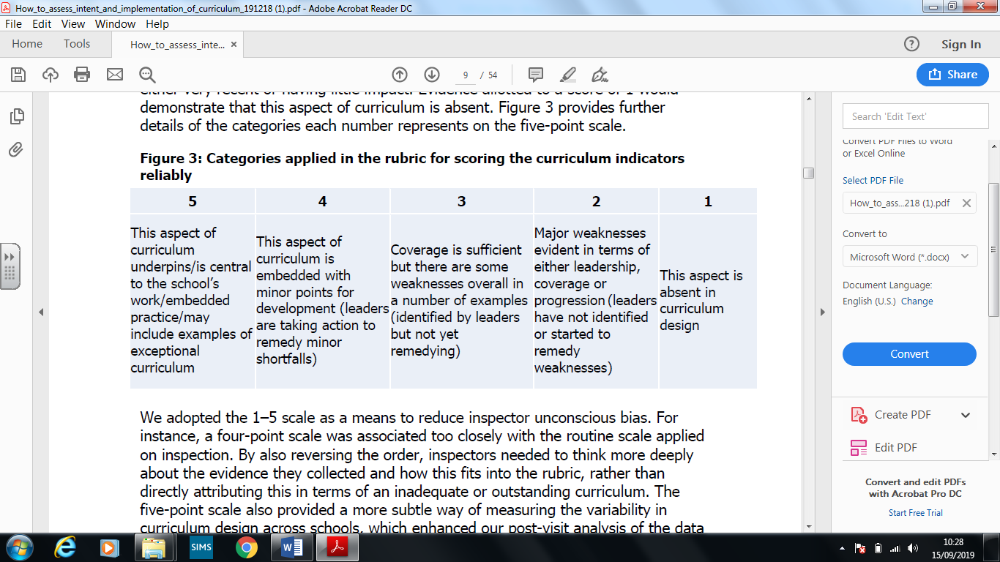 How_to_assess_intent_and_implementation_of_curriculum_191218 (1).pdf - Adobe Acrobat Reader DC
File Edit View Window Help
Home Tools How_to_assess_inte... × ? Sign In
9 / 54 Share
either very recent or having little impact. Evidence allotted to a score of 1 would
demonstrate that this aspect of curriculum is absent. Figure 3 provides further
details of the categories each number represents on the five-point scale.
Figure 3: Categories applied in the rubric for scoring the curriculum indicators
reliably
5
This aspect of
curriculum
underpins/is central
to the school's
work/embedded
practice/may
include examples of
exceptional
curriculum
4
This aspect of
curriculum is
embedded with
minor points for
development (leaders
are taking action to
remedy minor
shortfalls)
3
Coverage is sufficient
but there are some
weaknesses overall in
a number of examples
(identified by leaders
but not yet
remedying)
2
Major weaknesses
evident in terms of
either leadership,
coverage or
progression (leaders
have not identified
or started to
remedy
weaknesses)
1
This aspect is
absent in
curriculum
design
We adopted the 1–5 scale as a means to reduce inspector unconscious bias. For
instance, a four-point scale was associated too closely with the routine scale applied
on inspection. By also reversing the order, inspectors needed to think more deeply
about the evidence they collected and how this fits into the rubric, rather than
directly attributing this in terms of an inadequate or outstanding curriculum. The
five-point scale also provided a more subtle way of measuring the variability in
curriculum design across schools, which enhanced our post-visit analysis of the data
Search 'Edit Text'
Convert PDF Files to Word
or Excel Online
Select PDF File
How_to_ass...218 (1).pdf
Convert to
Microsoft Word (*.docx)
Document Language:
English (U.S.) Change
Convert
Create PDF
Edit PDF
Convert and edit PDFs
with Acrobat Pro DC
Start Free Trial
SIMS
10:28
15/09/2019